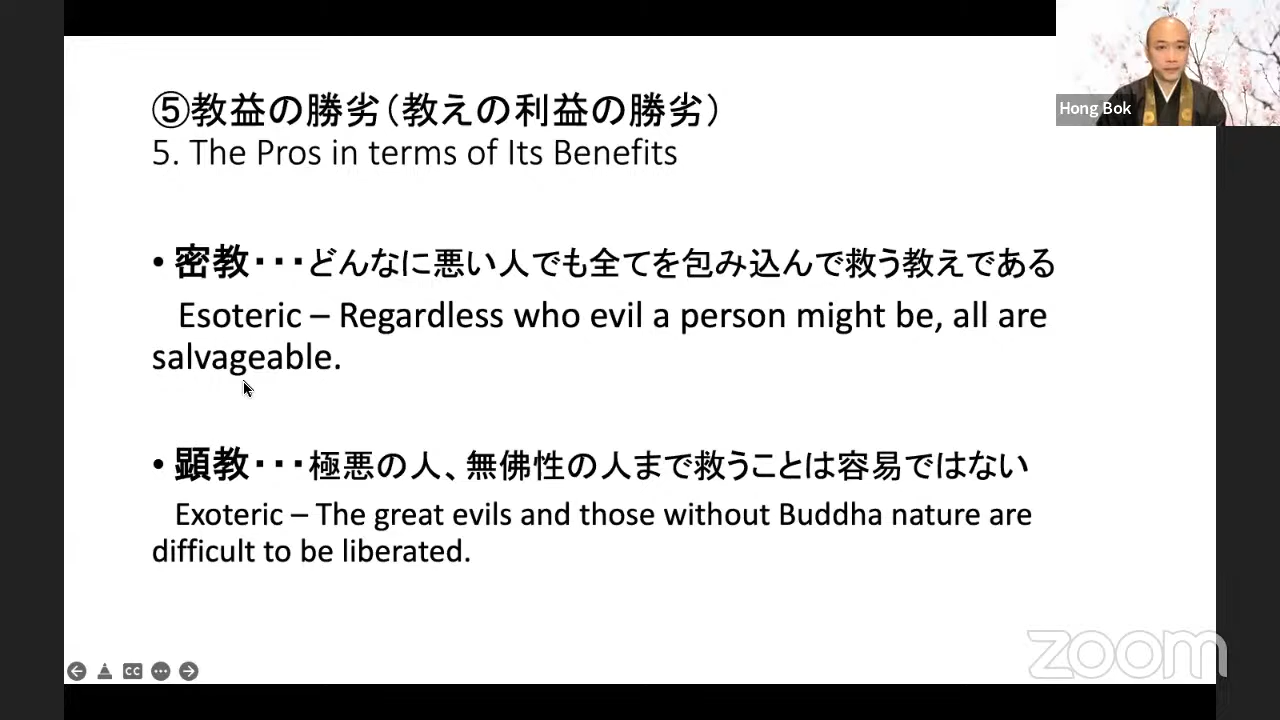 ⑤教益の勝劣（教えの利益の勝劣）
5. The Pros in terms of Its Benefits
• 密教･･･どんなに悪い人でも全てを包み込んで救う教えである
Esoteric – Regardless who evil a person might be, all are
salvageable.
• 顕教･･･極悪の人、無佛性の人まで救うことは容易ではない
Exoteric – The great evils and those without Buddha nature are
difficult to be liberated.
Hong Bok
CC
zoom